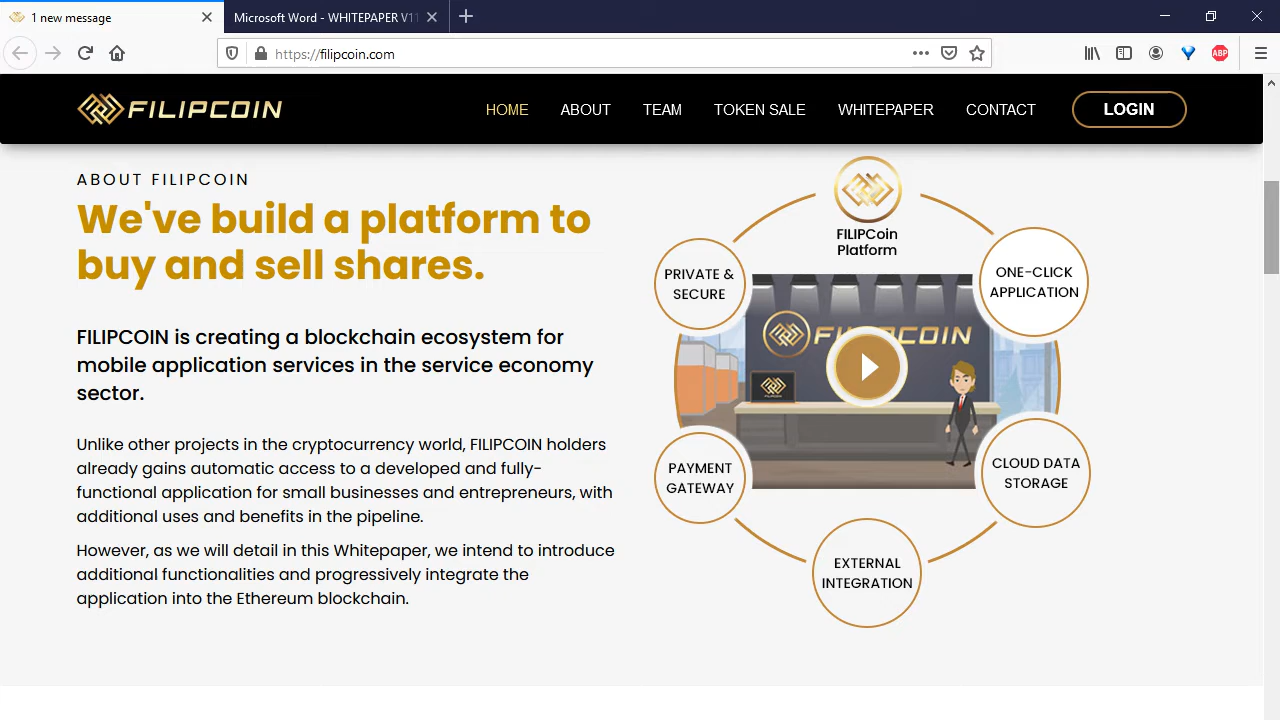 1 new message
Microsoft Word - WHITEPAPER V11
https://filipcoin.com
ABP
FILIPCOIN
HOME
ABOUT
TEAM
TOKEN SALE
WHITEPAPER
CONTACT
LOGIN
ABOUT FILIPCOIN
We've build a platform to
buy and sell shares.
FILIPCOIN is creating a blockchain ecosystem for
mobile application services in the service economy
sector.
Unlike other projects in the cryptocurrency world, FILIPCOIN holders
already gains automatic access to a developed and fully-
functional application for small businesses and entrepreneurs, with
additional uses and benefits in the pipeline.
However, as we will detail in this Whitepaper, we intend to introduce
additional functionalities and progressively integrate the
application into the Ethereum blockchain.
FILIPCoin
Platform
PRIVATE &
SECURE
ONE-CLICK
APPLICATION
FILIPCOIN
PAYMENT
GATEWAY
CLOUD DATA
STORAGE
EXTERNAL
INTEGRATION